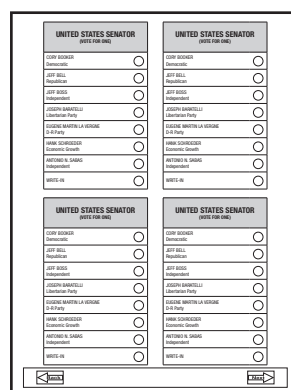 UNITED STATES SENATOR
(VOTE FOR ONE)
CORY BOOKER
Democratic
JEFF BELL
Republican
JEFF BOSS
Independent
JOSEPH BARATELLI
Libertarian Party
EUGENE MARTIN LA VERGNE
D-R Party
HANK SCHROEDER
Economic Growth
ANTONIO N. SABAS
Independent
WRITE-IN
UNITED STATES SENATOR
(VOTE FOR ONE)
CORY BOOKER
Democratic
JEFF BELL
Republican
JEFF BOSS
Independent
JOSEPH BARATELLI
Libertarian Party
EUGENE MARTIN LA VERGNE
D-R Party
HANK SCHROEDER
Economic Growth
ANTONIO N. SABAS
Independent
WRITE-IN
UNITED STATES SENATOR
(VOTE FOR ONE)
CORY BOOKER
Democratic
JEFF BELL
Republican
JEFF BOSS
Independent
JOSEPH BARATELLI
Libertarian Party
EUGENE MARTIN LA VERGNE
D-R Party
HANK SCHROEDER
Economic Growth
ANTONIO N. SABAS
Independent
WRITE-IN
UNITED STATES SENATOR
(VOTE FOR ONE)
CORY BOOKER
Democratic
JEFF BELL
Republican
JEFF BOSS
Independent
JOSEPH BARATELLI
Libertarian Party
EUGENE MARTIN LA VERGNE
D-R Party
HANK SCHROEDER
Economic Growth
ANTONIO N. SABAS
Independent
WRITE-IN
Back
Next